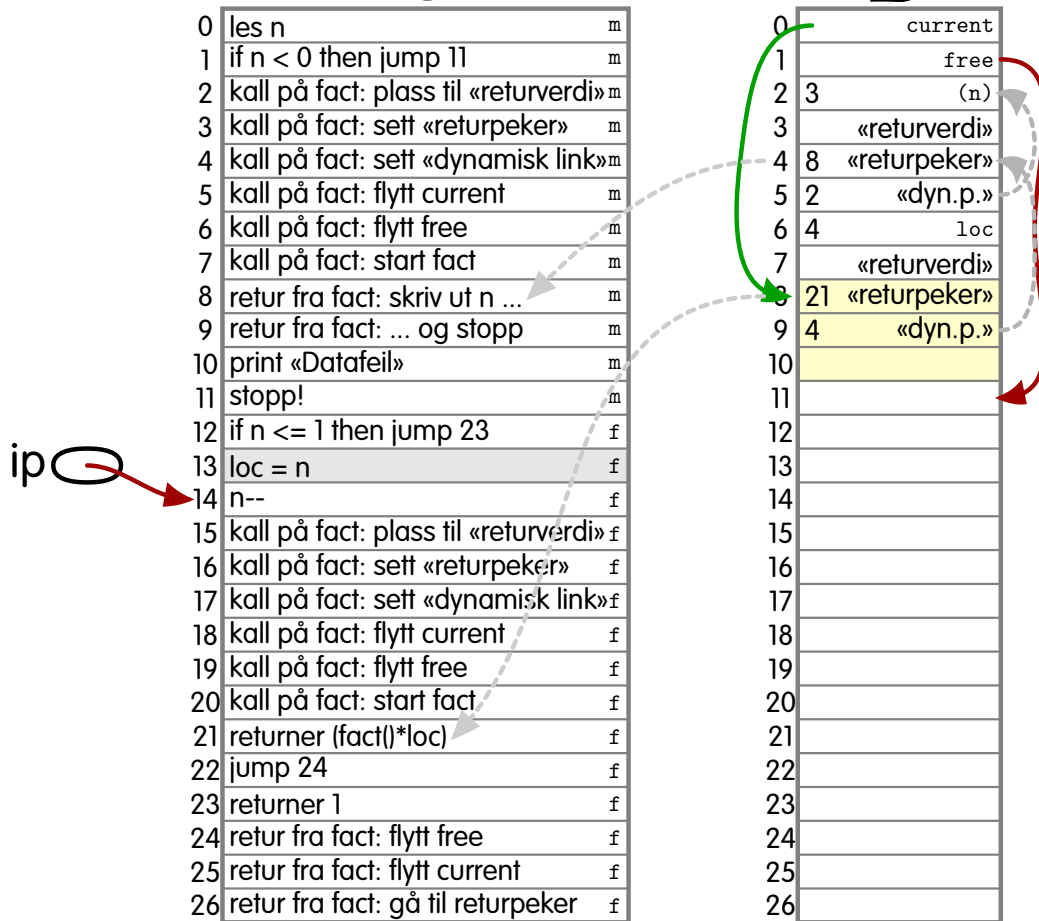 0 les n m
1 if n < 0 then jump 11 m
2 kall på fact: plass til «returverdi» m
3 kall på fact: sett «returpeker» m
4 kall på fact: sett «dynamisk link» m
5 kall på fact: flytt current m
6 kall på fact: flytt free m
7 kall på fact: start fact m
8 retur fra fact: skriv ut n ... m
9 retur fra fact: ... og stopp m
10 print «Datafeil» m
11 stopp! m
12 if n <= 1 then jump 23 f
ip
13 loc = n f
14 n-- f
15 kall på fact: plass til «returverdi» f
16 kall på fact: sett «returpeker» f
17 kall på fact: sett «dynamisk link» f
18 kall på fact: flytt current f
19 kall på fact: flytt free f
20 kall på fact: start fact f
21 returner (fact()*loc) f
22 jump 24 f
23 returner 1 f
24 retur fra fact: flytt free f
25 retur fra fact: flytt current f
26 retur fra fact: gå til returpeker f
0 current
1 free
2 3 (n)
3 «returverdi»
4 8 «returpeker»
5 2 «dyn.p.»
6 4 loc
7 «returverdi»
8 21 «returpeker»
9 4 «dyn.p.»
10
11
12
13
14
15
16
17
18
19
20
21
22
23
24
25
26